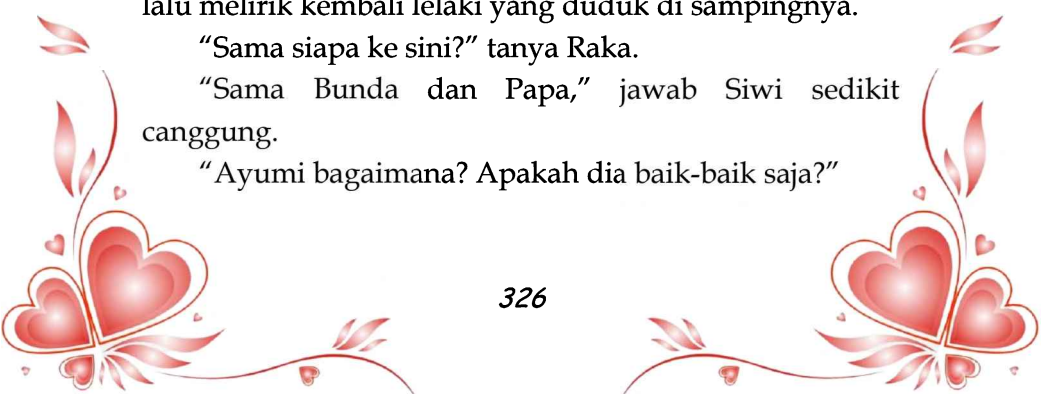 lalu melirik kembali lelaki yang duduk di sampingnya.
“Sama siapa ke sini?” tanya Raka.
“Sama Bunda dan Papa,” jawab Siwi sedikit
canggung.
“Ayumi bagaimana? Apakah dia baik-baik saja?”
326